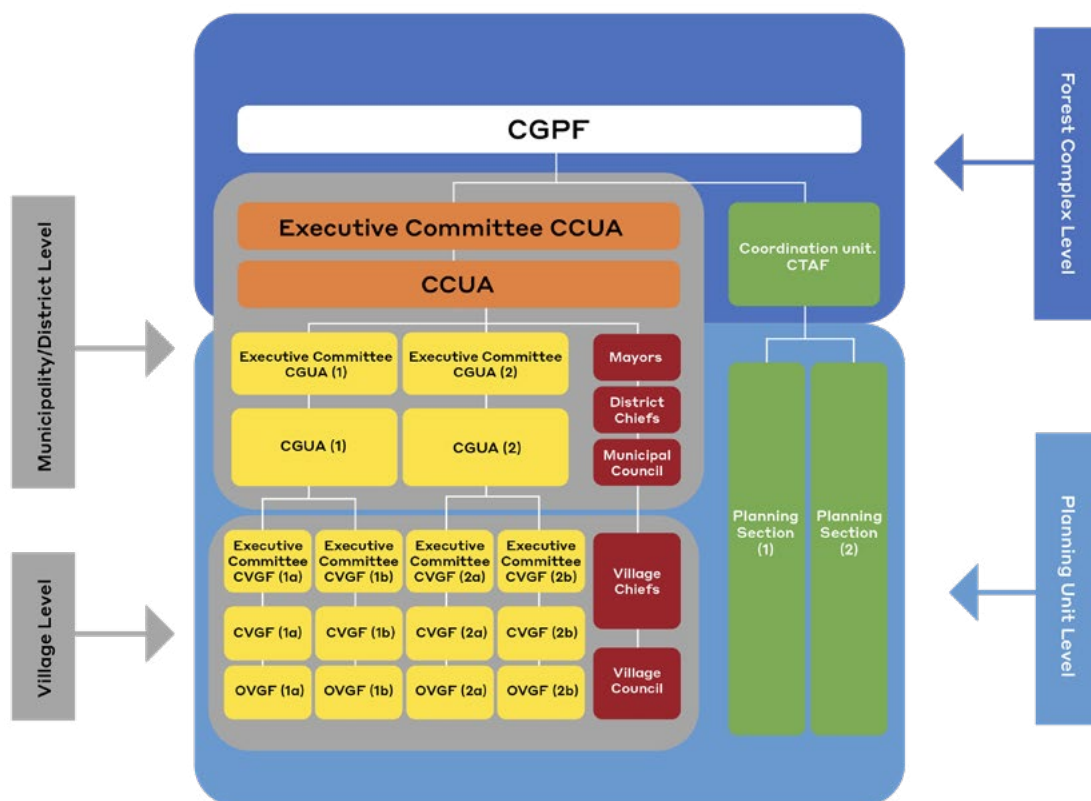 CGPF
Executive Committee CCUA
CCUA
Coordination unit.
CTAF
Executive Committee
CGUA (1)
Executive Committee
CGUA (2)
Mayors
District
Chiefs
Municipal
Council
CGUA (1)
CGUA (2)
Executive
Committee
CVGF (1a)
Executive
Committee
CVGF (1b)
Executive
Committee
CVGF (2a)
Executive
Committee
CVGF (2b)
Village
Chiefs
CVGF (1a)
CVGF (1b)
CVGF (2a)
CVGF (2b)
OVGF (1a)
OVGF (1b)
OVGF (2a)
OVGF (2b)
Village
Council
Planning
Section
(1)
Planning
Section
(2)
Municipality/District Level
Village Level
Forest Complex Level
Planning Unit Level